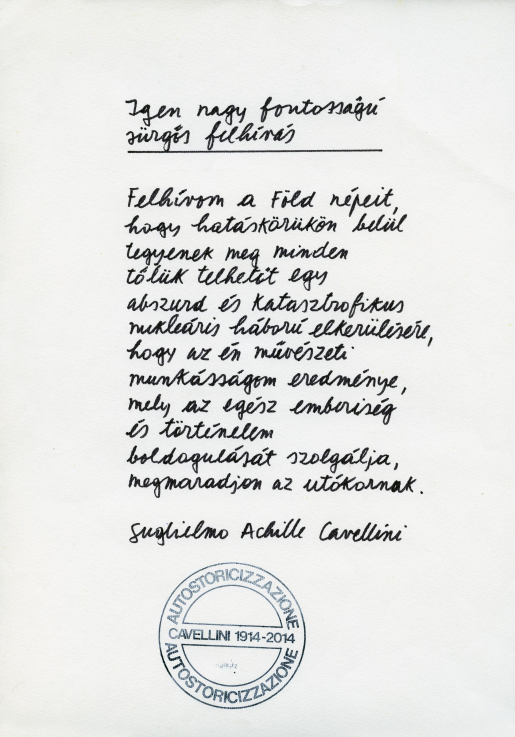 Igen nagy fontosságú
sürgős felhívás
Felhívom a Föld népeit,
hogy hatáskörükön belül
tegyenek meg minden
tőlük telhetőt egy
abszurd és katasztrofikus
nukleáris háború elkerülésére,
hogy az én művészeti
munkásságom eredménye,
mely az egész emberiség
és történelem
boldogulását szolgálja,
megmaradjon az utókornak.
Guglielmo Achille Cavellini
AUTOSTORICIZZAZIONE
CAVELLINI 1914-2014
AUTOSTORICIZZAZIONE